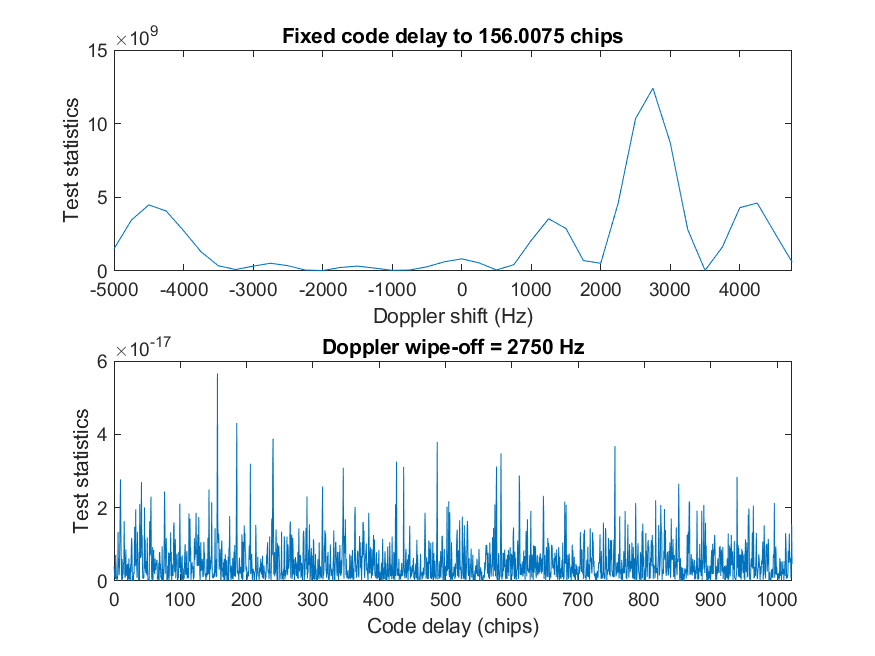 Fixed code delay to 156.0075 chips
×10^9
15
10
5
0
Test statistics
-5000 -4000 -3000 -2000 -1000 0 1000 2000 3000 4000
Doppler shift (Hz)
Doppler wipe-off = 2750 Hz
×10^-17
6
4
2
0
Test statistics
0 100 200 300 400 500 600 700 800 900 1000
Code delay (chips)